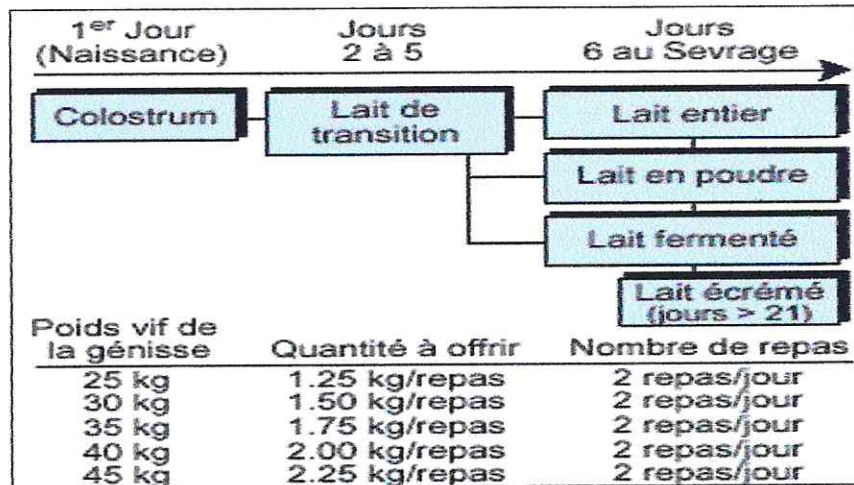 1er Jour Jours Jours
(Naissance) 2 à 5 6 au Sevrage
Colostrum
Lait de
transition
Lait entier
Lait en poudre
Lait fermenté
Lait écrémé
(jours > 21)
Poids vif de
la génisse Quantité à offrir Nombre de repas
25 kg 1.25 kg/repas 2 repas/jour
30 kg 1.50 kg/repas 2 repas/jour
35 kg 1.75 kg/repas 2 repas/jour
40 kg 2.00 kg/repas 2 repas/jour
45 kg 2.25 kg/repas 2 repas/jour